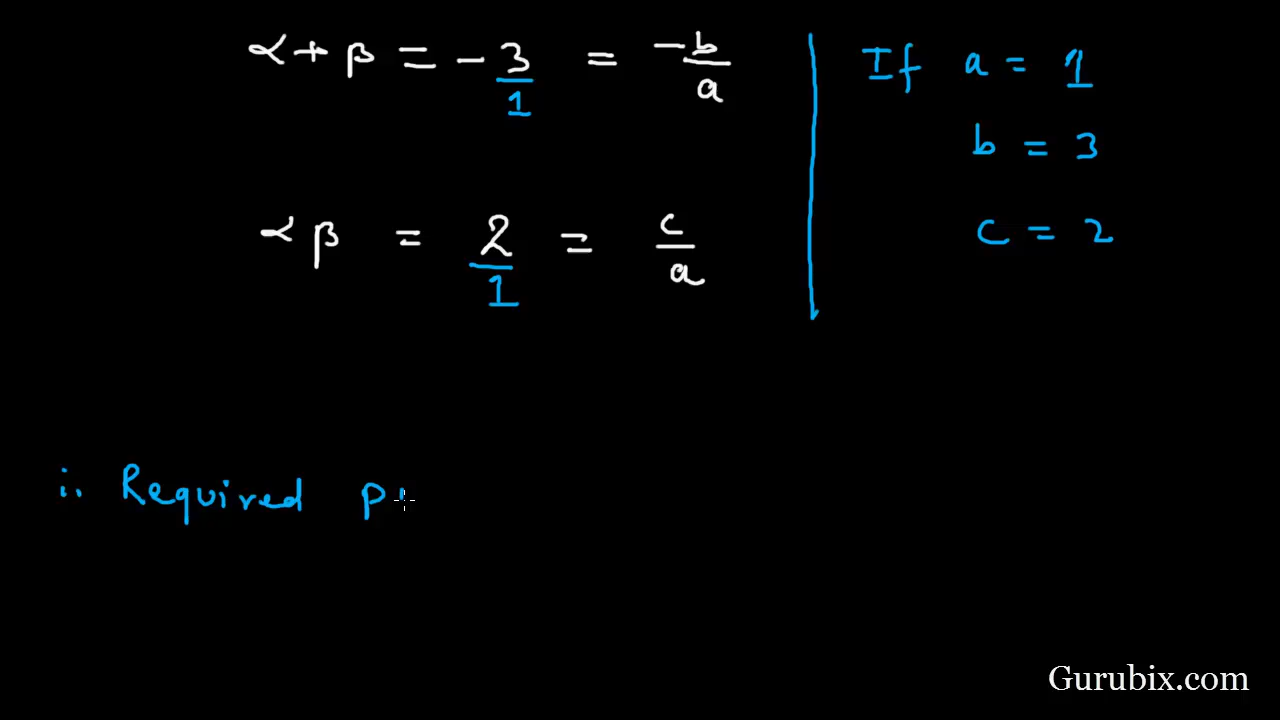 α + β = - 3/1 = -b/a
If a = 1
b = 3
αβ = 2/1 = c/a
c = 2
∴ Required p
Gurubix.com